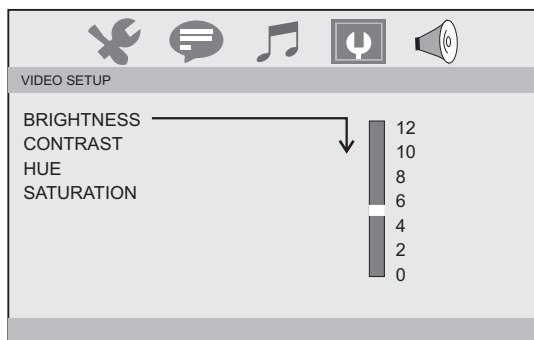 VIDEO SETUP
BRIGHTNESS
CONTRAST
HUE
SATURATION
12
10
8
6
4
2
0